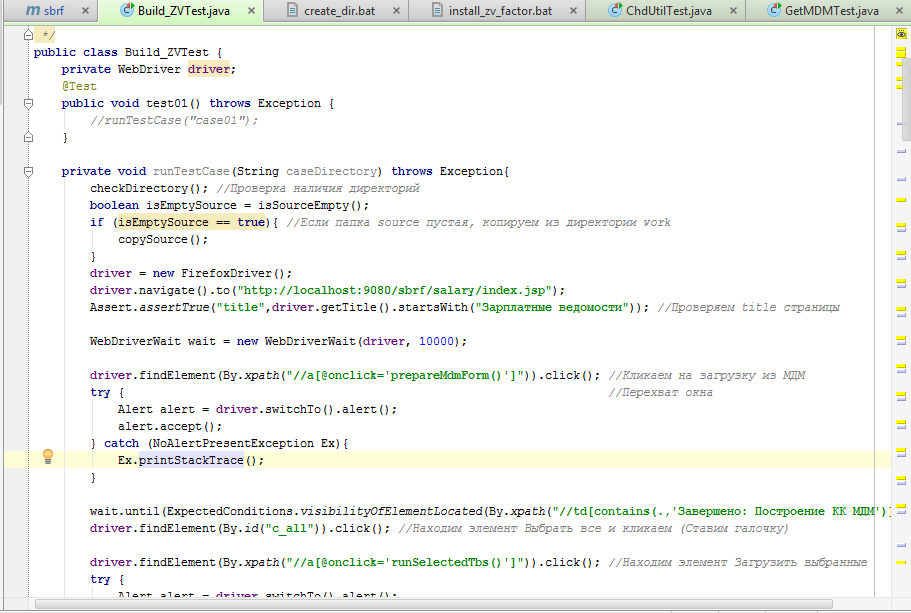 sbrf
Build_ZVTest.java
create_dir.bat
install_zv_factor.bat
ChdUtilTest.java
GetMDMTest.java
*/
public class Build_ZVTest {
private WebDriver driver;
@Test
public void test01() throws Exception {
//runTestCase("case01");
}
private void runTestCase(String caseDirectory) throws Exception{
checkDirectory(); //Проверка наличия директорий
boolean isEmptySource = isSourceEmpty();
if (isEmptySource == true){ //Если папка source пустая, копируем из директории work
copySource();
}
driver = new FirefoxDriver();
driver.navigate().to("http://localhost:9080/sbrf/salary/index.jsp");
Assert.assertTrue("title",driver.getTitle().startsWith("Зарплатные ведомости")); //Проверяем title страницы
WebDriverWait wait = new WebDriverWait(driver, 10000);
driver.findElement(By.xpath("//a[@onclick='prepareMdmForm()']")).click(); //Кликаем на загрузку из МДМ
try { //Перехват окна
Alert alert = driver.switchTo().alert();
alert.accept();
} catch (NoAlertPresentException Ex){
Ex.printStackTrace();
}
wait.until(ExpectedConditions.visibilityOfElementLocated(By.xpath("//td[contains(.,'Завершено: Построение КК МДМ')]
driver.findElement(By.id("c_all")).click(); //Находим элемент Выбрать все и кликаем (Ставим галочку)
driver.findElement(By.xpath("//a[@onclick='runSelectedTbs()']")).click(); //Находим элемент Загрузить выбранные
try {
Alert alert = driver.switchTo().alert();